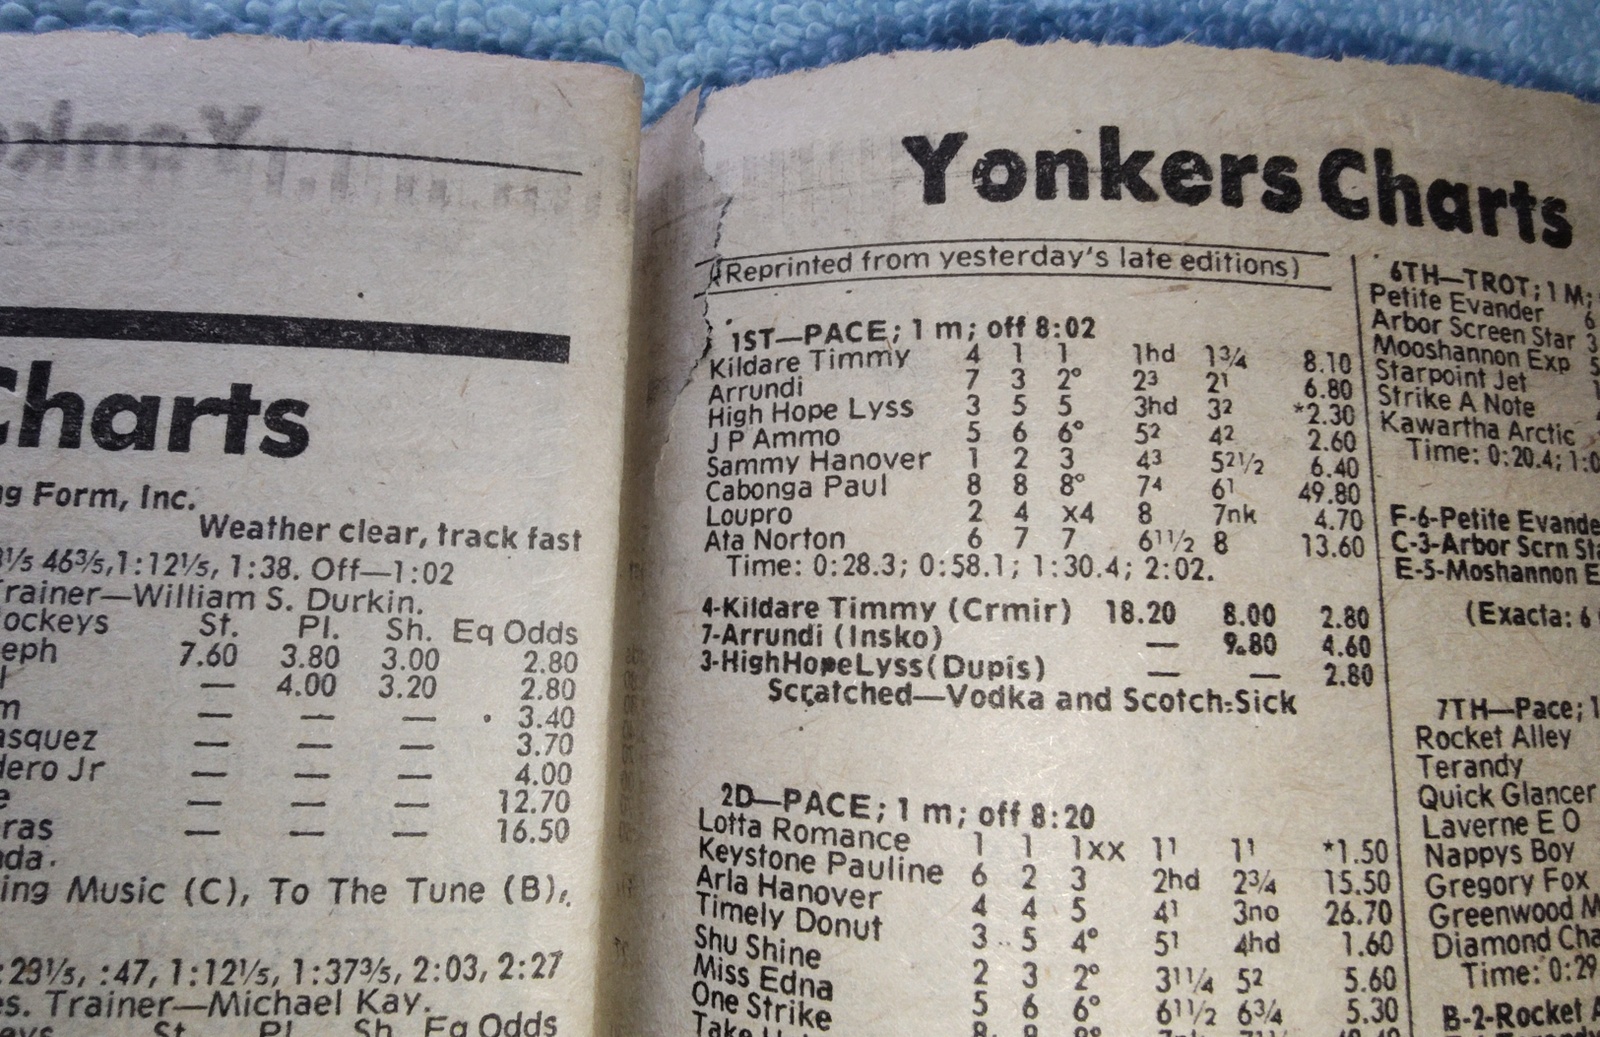 Charts
g Form, Inc.
Weather clear, track fast
46⅗, 1:12⅕, 1:38. Off—1:02
Trainer—William S. Durkin.
ockeys St. Pl. Sh. Eq Odds
eph 7.60 3.80 3.00 2.80
— 4.00 3.20 2.80
m — — — 3.40
asquez — — — 3.70
dero Jr — — — 4.00
e — — — 12.70
ras — — — 16.50
da.
ing Music (C), To The Tune (B),
:23⅕, :47, 1:12⅕, 1:37⅗, 2:03, 2:27
es. Trainer—Michael Kay.
eys St. Pl. Sh. Eq Odds
Yonkers Charts
(Reprinted from yesterday's late editions)
1ST—PACE; 1 m; off 8:02
Kildare Timmy 4 1 1 1hd 1¾ 8.10
Arrundi 7 3 2° 2³ 2¹ 6.80
High Hope Lyss 3 5 5 3hd 3² *2.30
J P Ammo 5 6 6° 5² 4² 2.60
Sammy Hanover 1 2 3 4³ 52½ 6.40
Cabonga Paul 8 8 8° 7⁴ 6¹ 49.80
Loupro 2 4 x4 8 7nk 4.70
Ata Norton 6 7 7 61½ 8 13.60
Time: 0:28.3; 0:58.1; 1:30.4; 2:02.
4-Kildare Timmy (Crmir) 18.20 8.00 2.80
7-Arrundi (Insko) — 9.80 4.60
3-HighHopeLyss(Dupis) — — 2.80
Scratched—Vodka and Scotch-Sick
2D—PACE; 1 m; off 8:20
Lotta Romance 1 1 1xx 1¹ 1¹ *1.50
Keystone Pauline 6 2 3 2hd 2¾ 15.50
Arla Hanover 4 4 5 4¹ 3no 26.70
Timely Donut 3 5 4° 5¹ 4hd 1.60
Shu Shine 2 3 2° 31¼ 5² 5.60
Miss Edna 5 6 6° 61½ 6¾ 5.30
One Strike
6TH—TROT; 1 M;
Petite Evander 6
Arbor Screen Star 3
Mooshannon Exp 5
Starpoint Jet
Strike A Note
Kawartha Arctic
Time: 0:20.4; 1:0
F-6-Petite Evande
C-3-Arbor Scrn Sta
E-5-Moshannon E
(Exacta: 6
7TH—Pace; 1
Rocket Alley
Terandy
Quick Glancer
Laverne E O
Nappys Boy
Gregory Fox
Greenwood M
Diamond Cha
Time: 0:29
B-2-Rocket A